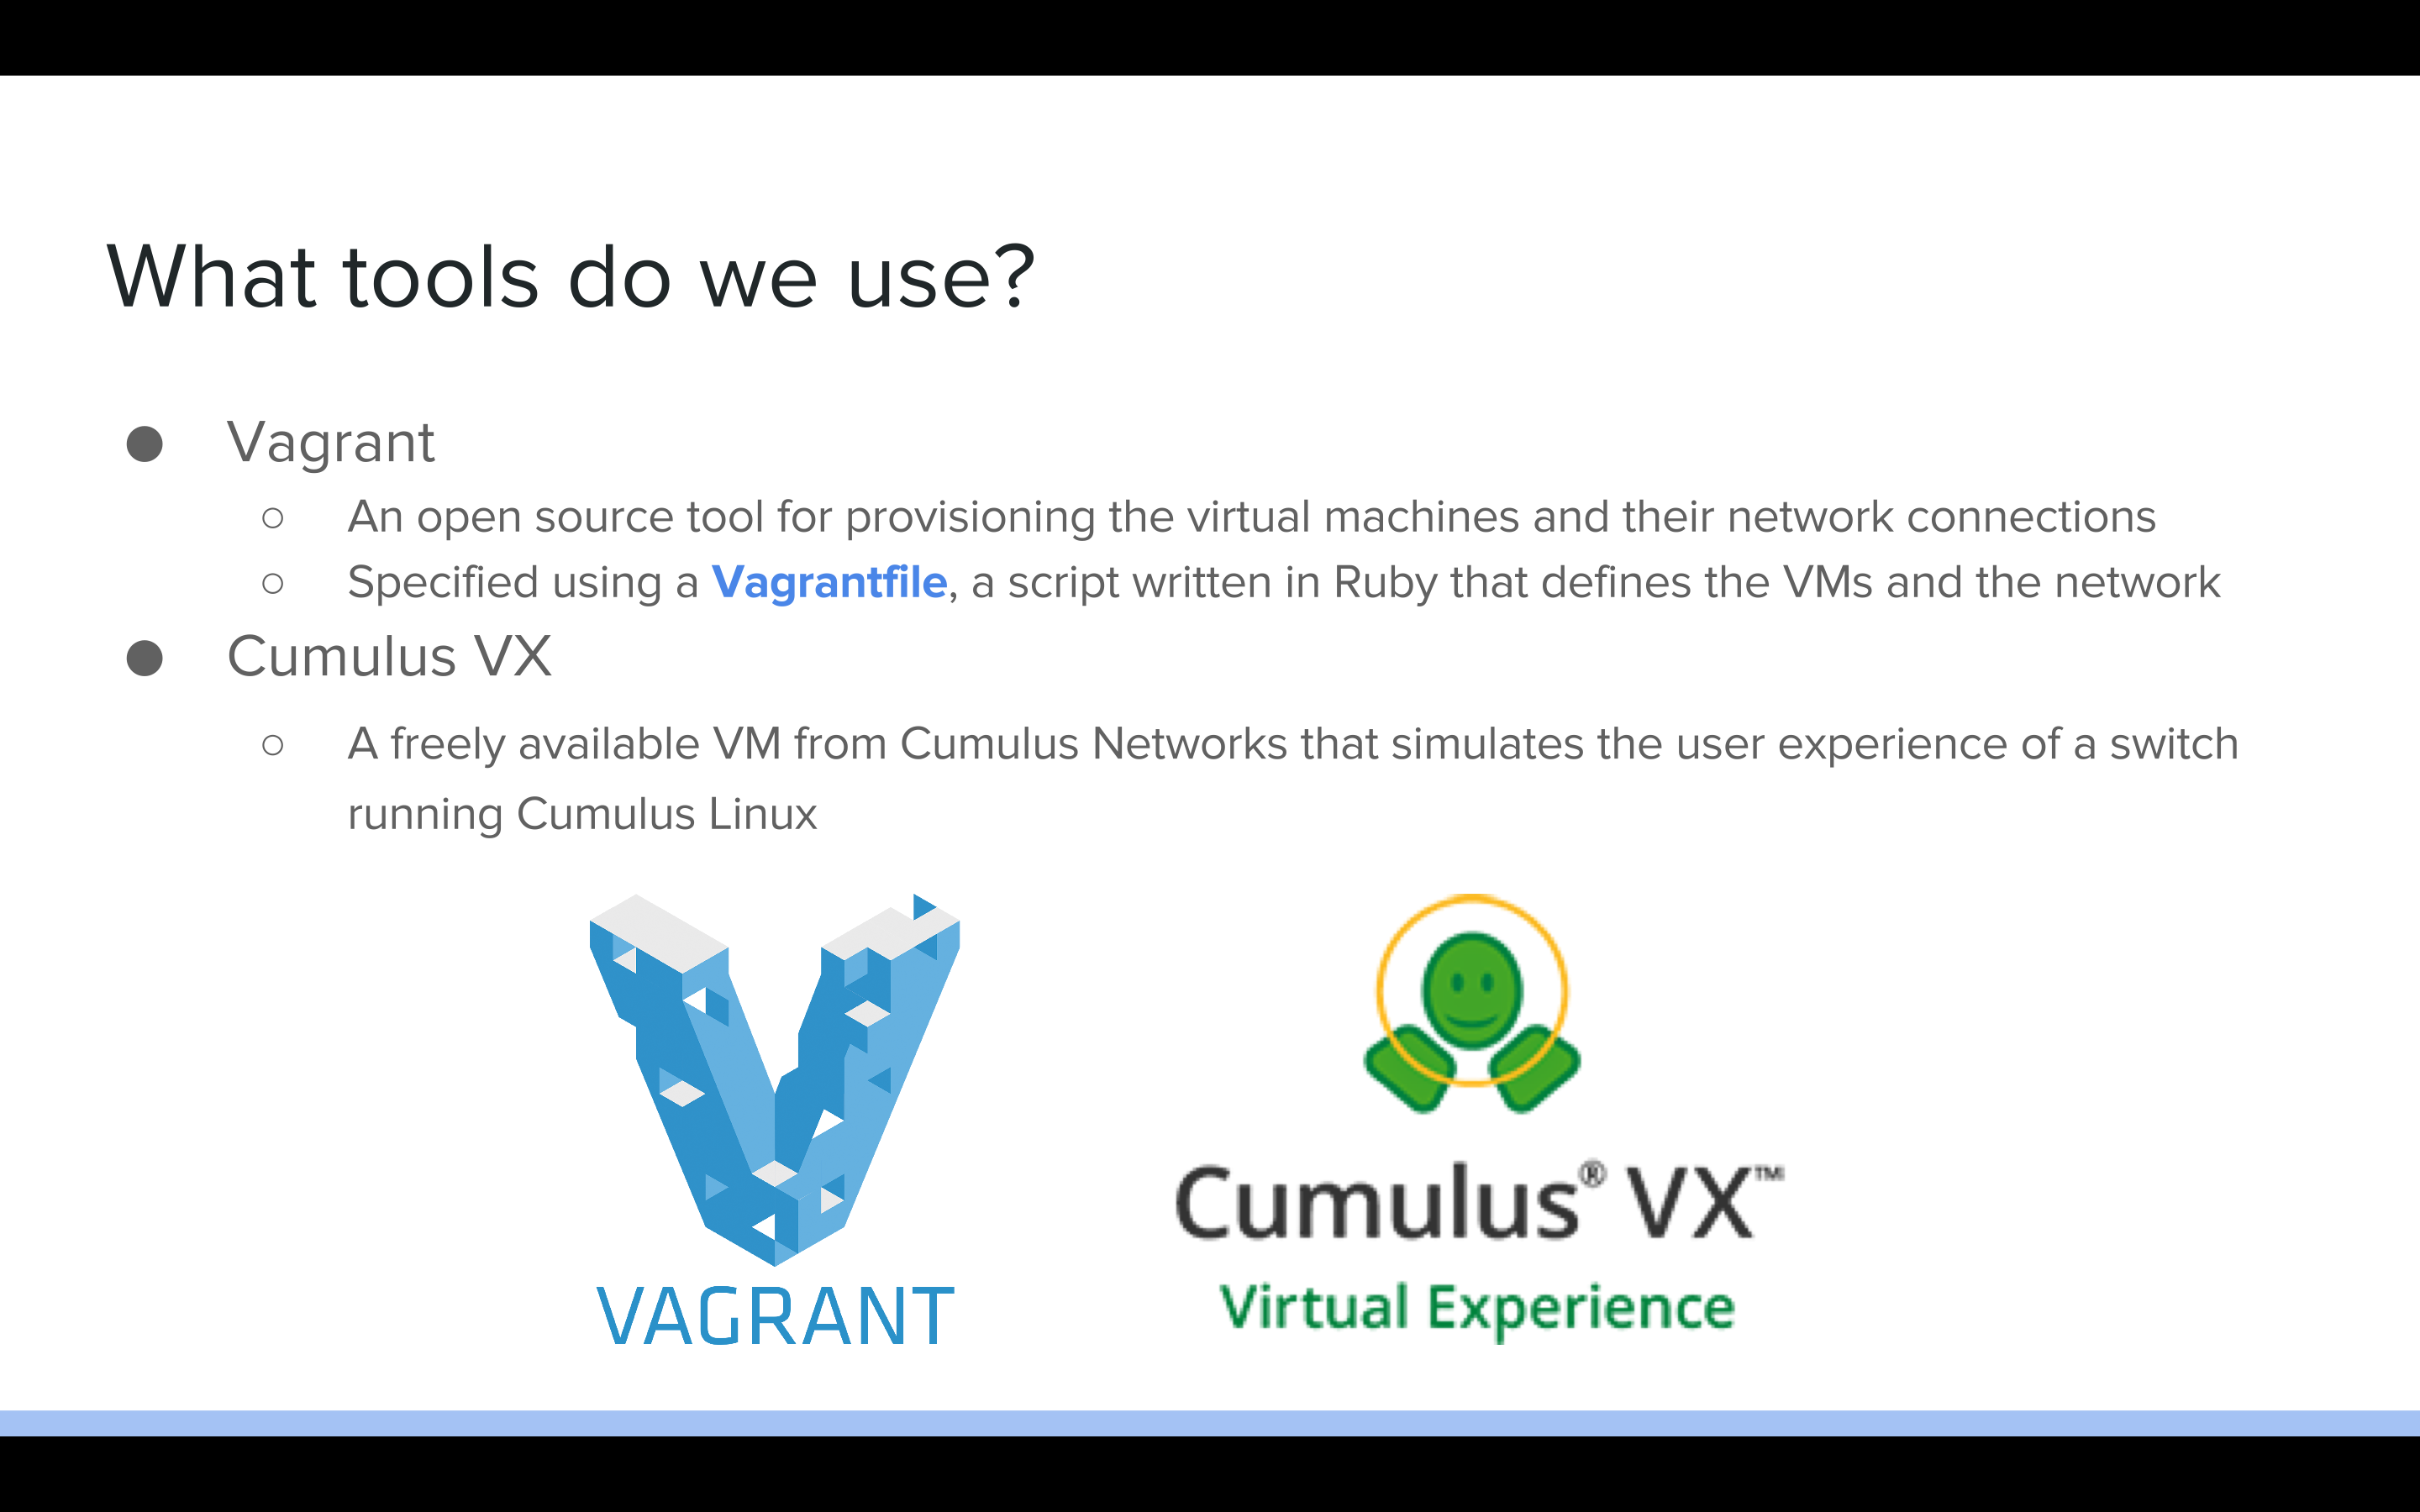 What tools do we use?
● Vagrant
○ An open source tool for provisioning the virtual machines and their network connections
○ Specified using a Vagrantfile, a script written in Ruby that defines the VMs and the network
● Cumulus VX
○ A freely available VM from Cumulus Networks that simulates the user experience of a switch
running Cumulus Linux
VAGRANT
Cumulus® VX™
Virtual Experience